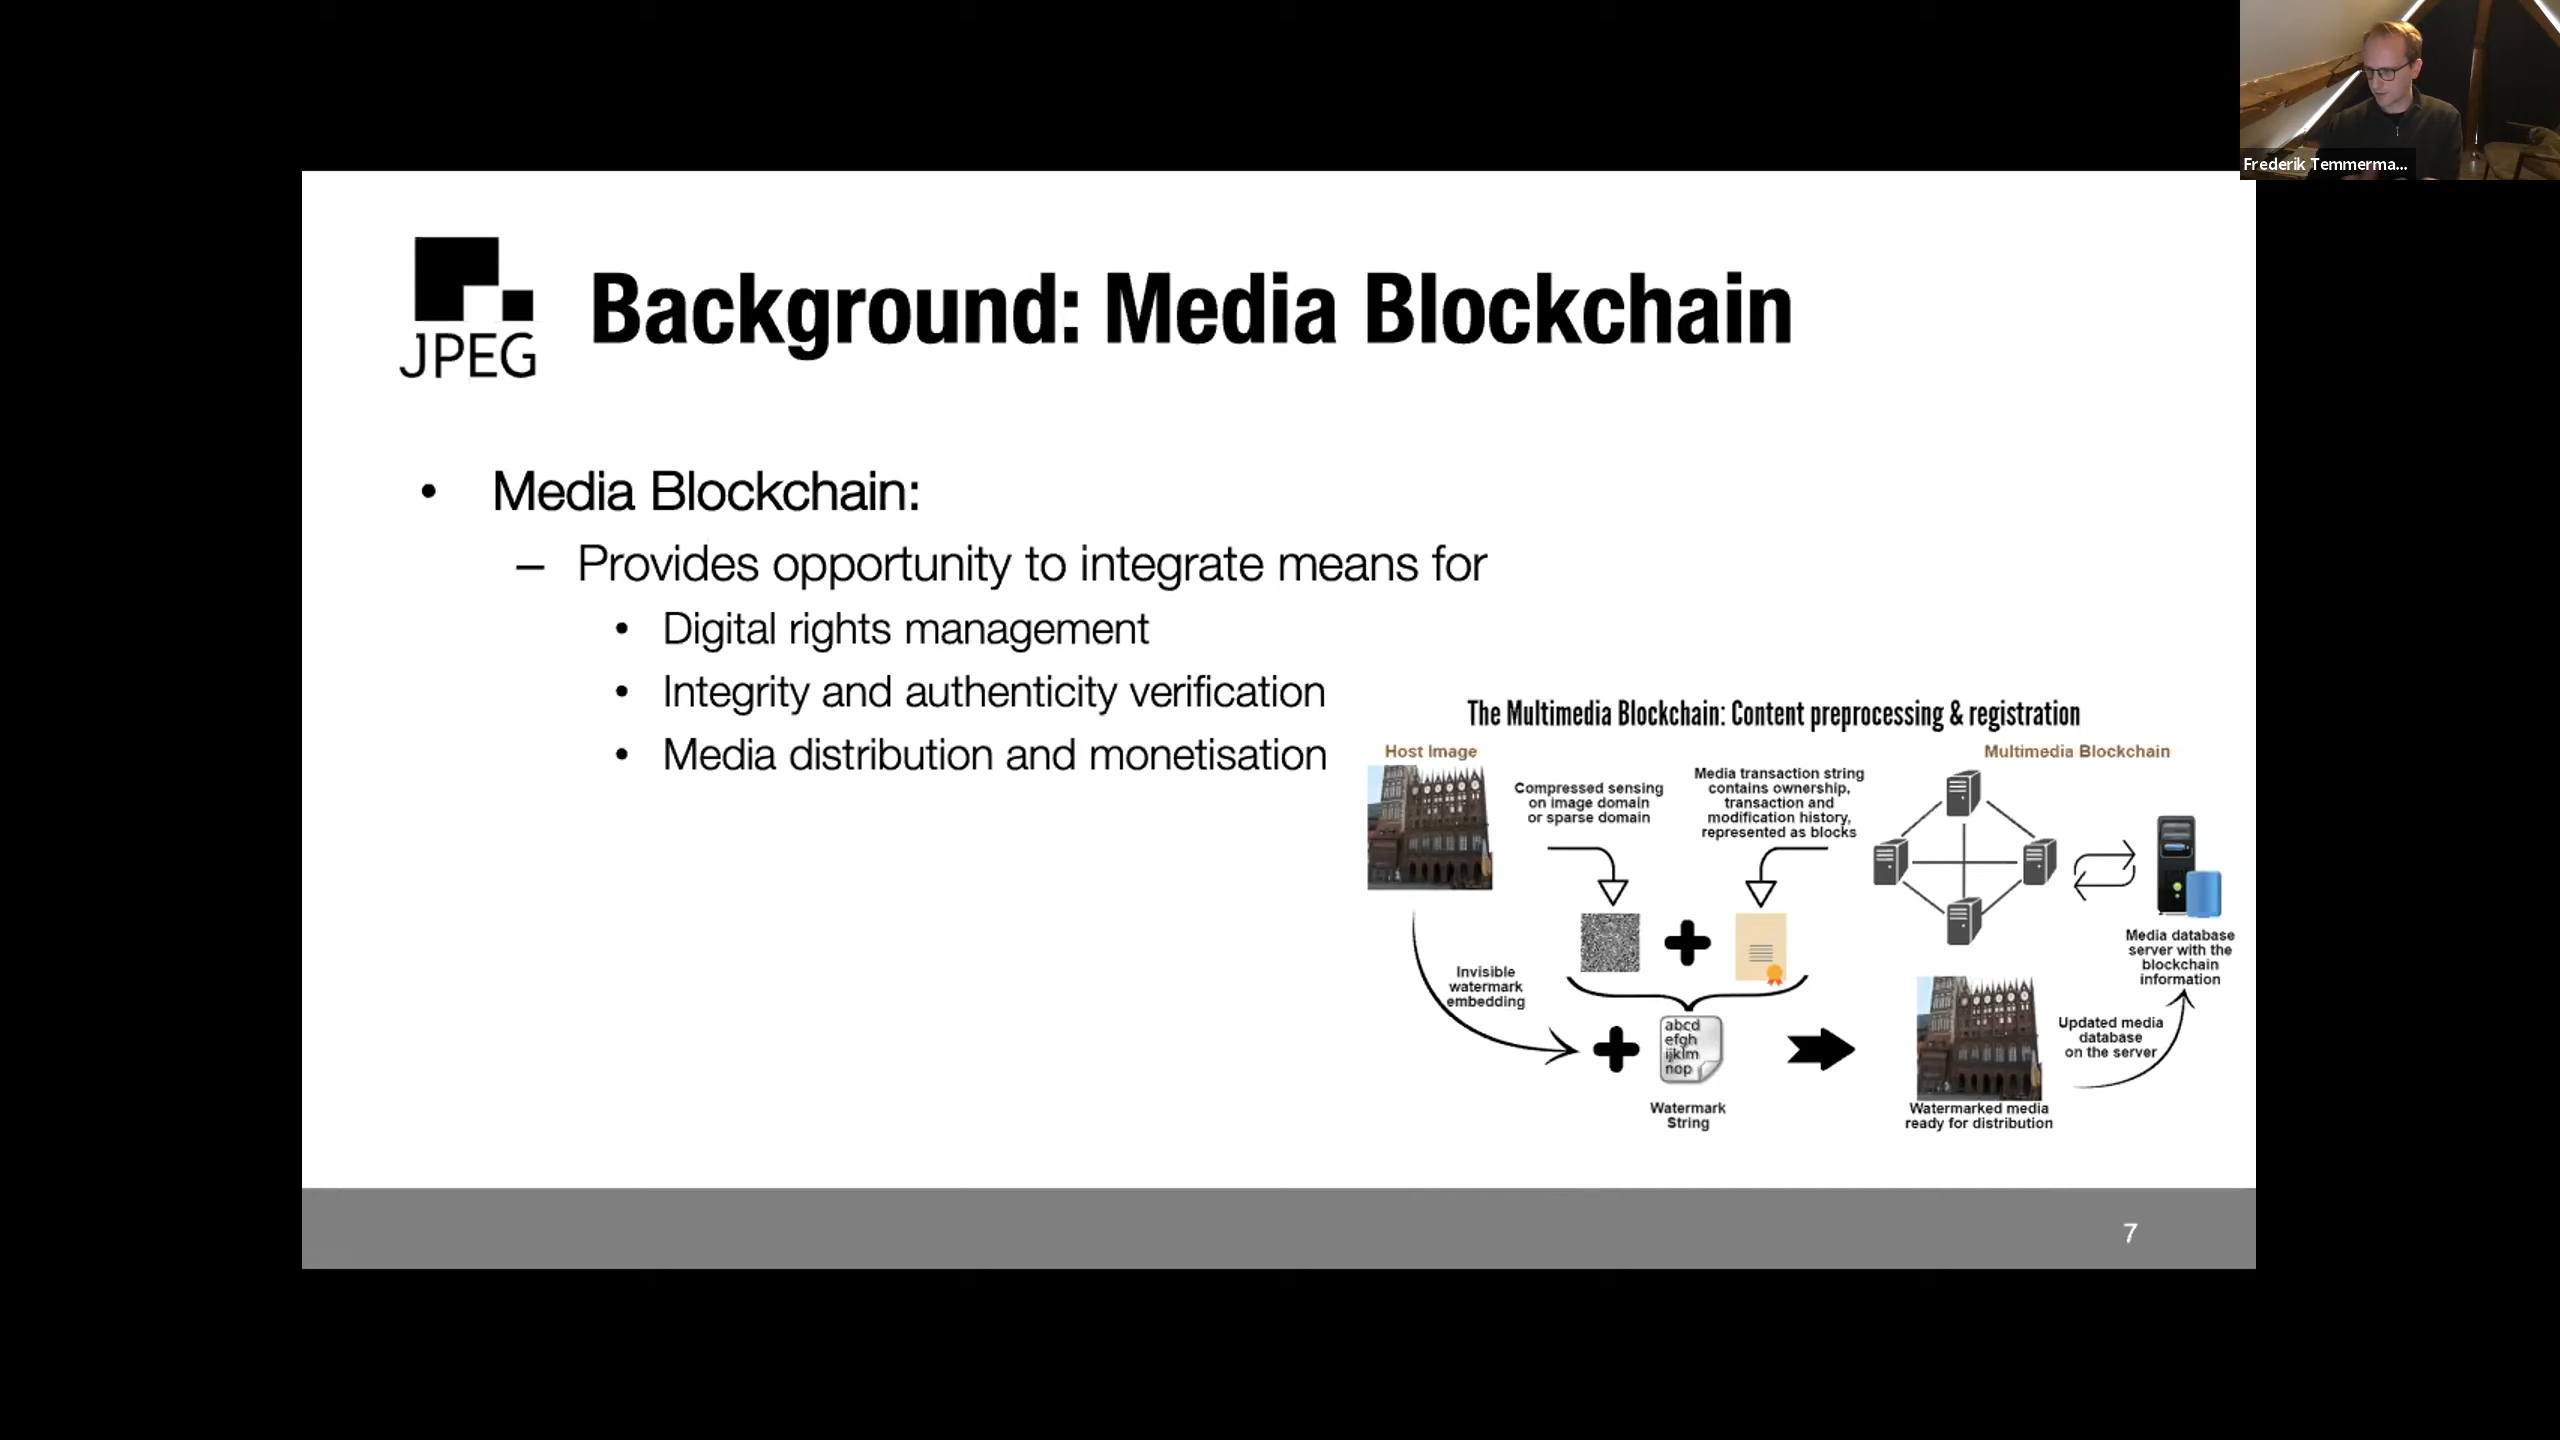 Frederik Temmerma...
JPEG
Background: Media Blockchain
• Media Blockchain:
– Provides opportunity to integrate means for
• Digital rights management
• Integrity and authenticity verification
• Media distribution and monetisation
The Multimedia Blockchain: Content preprocessing & registration
Host Image
Compressed sensing
on image domain
or sparse domain
Media transaction string
contains ownership,
transaction and
modification history,
represented as blocks
Multimedia Blockchain
Media database
server with the
blockchain
information
Invisible
watermark
embedding
abcd
efgh
ijklm
nop
Watermark
String
Updated media
database
on the server
Watermarked media
ready for distribution
7